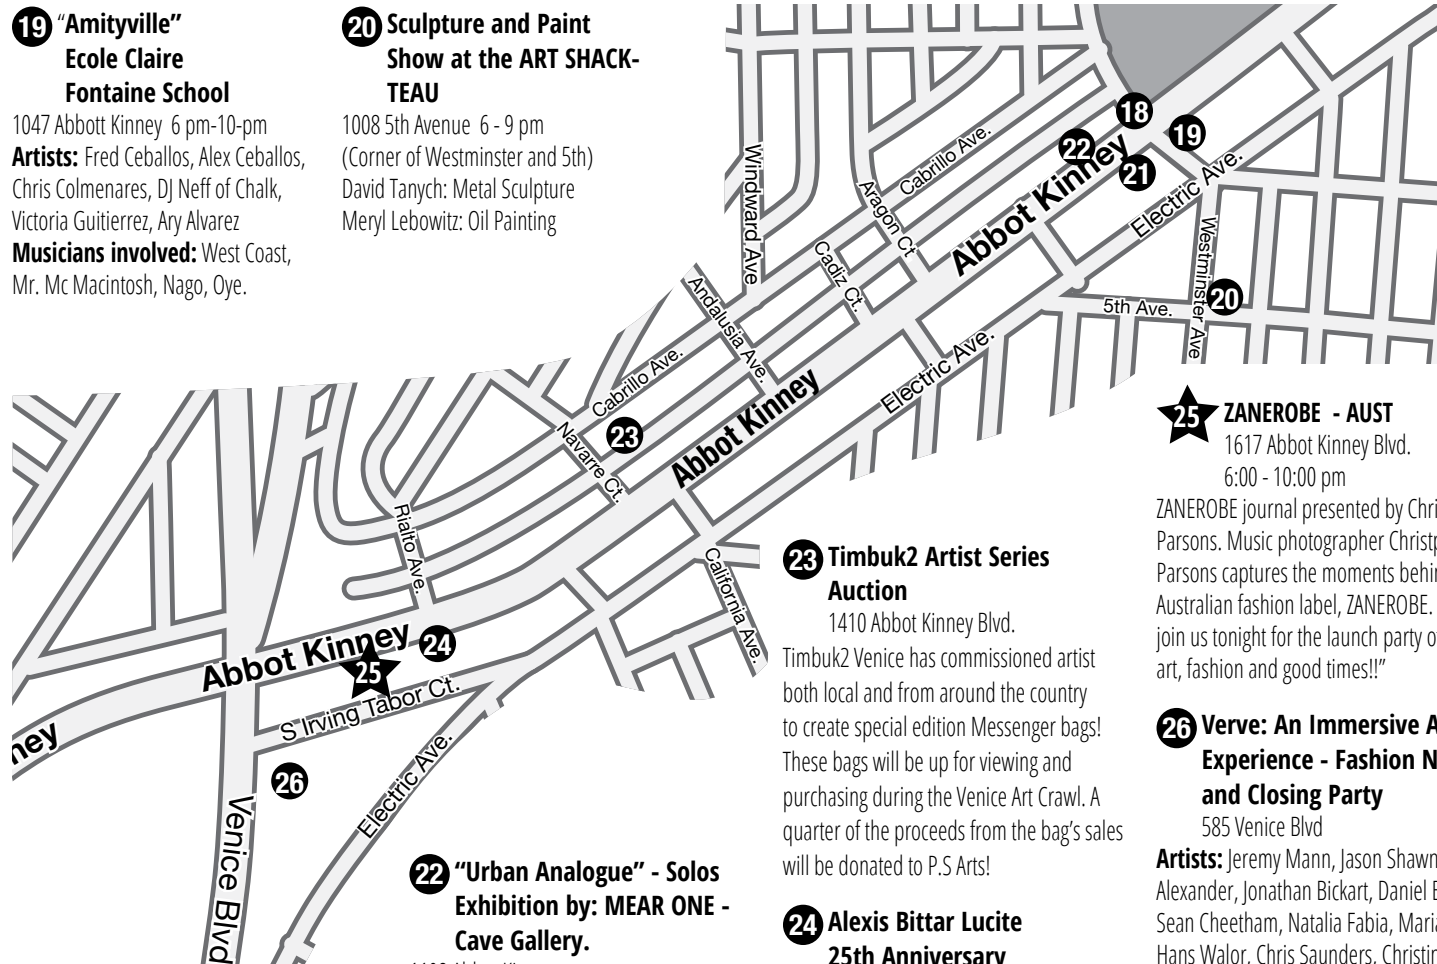 19 “Amityville”
Ecole Claire
Fontaine School
1047 Abbott Kinney 6 pm-10-pm
Artists: Fred Ceballos, Alex Ceballos,
Chris Colmenares, DJ Neff of Chalk,
Victoria Guitierrez, Ary Alvarez
Musicians involved: West Coast,
Mr. Mc Macintosh, Nago, Oye.
20 Sculpture and Paint
Show at the ART SHACK-
TEAU
1008 5th Avenue 6 - 9 pm
(Corner of Westminster and 5th)
David Tanych: Metal Sculpture
Meryl Lebowitz: Oil Painting
18
19
22
21
20
Cabrillo Ave.
Windward Ave
Aragon Ct
Cadiz Ct.
Abbot Kinney
Electric Ave.
Westminster Ave
5th Ave.
Andalusia Ave.
Cabrillo Ave.
Electric Ave.
Abbot Kinney
23
Navarre Ct.
Rialto Ave.
California Ave.
Abbot Kinney
24
25
S Irving Tabor Ct.
ney
26
Electric Ave.
Venice Blvd
22 “Urban Analogue” - Solos
Exhibition by: MEAR ONE -
Cave Gallery.
23 Timbuk2 Artist Series
Auction
1410 Abbot Kinney Blvd.
Timbuk2 Venice has commissioned artist
both local and from around the country
to create special edition Messenger bags!
These bags will be up for viewing and
purchasing during the Venice Art Crawl. A
quarter of the proceeds from the bag’s sales
will be donated to P.S Arts!
24 Alexis Bittar Lucite
25th Anniversary
25 ZANEROBE - AUST
1617 Abbot Kinney Blvd.
6:00 - 10:00 pm
ZANEROBE journal presented by Chri
Parsons. Music photographer Christp
Parsons captures the moments behin
Australian fashion label, ZANEROBE.
join us tonight for the launch party o
art, fashion and good times!!”
26 Verve: An Immersive A
Experience - Fashion N
and Closing Party
585 Venice Blvd
Artists: Jeremy Mann, Jason Shawn
Alexander, Jonathan Bickart, Daniel B
Sean Cheetham, Natalia Fabia, Maria
Hans Walor, Chris Saunders, Christin